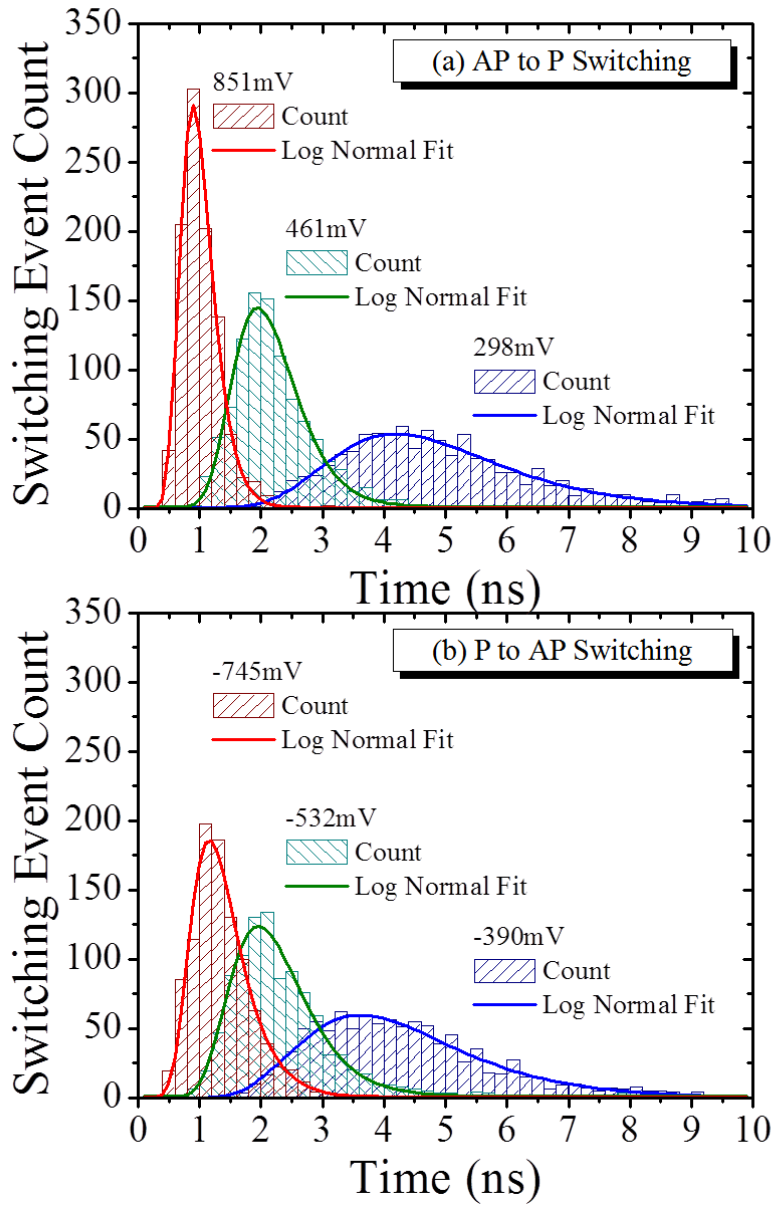 350
300
250
200
150
100
50
0
Switching Event Count
(a) AP to P Switching
851mV
Count
Log Normal Fit
461mV
Count
Log Normal Fit
298mV
Count
Log Normal Fit
0 1 2 3 4 5 6 7 8 9 10
Time (ns)
350
300
250
200
150
100
50
0
Switching Event Count
(b) P to AP Switching
-745mV
Count
Log Normal Fit
-532mV
Count
Log Normal Fit
-390mV
Count
Log Normal Fit
0 1 2 3 4 5 6 7 8 9 10
Time (ns)